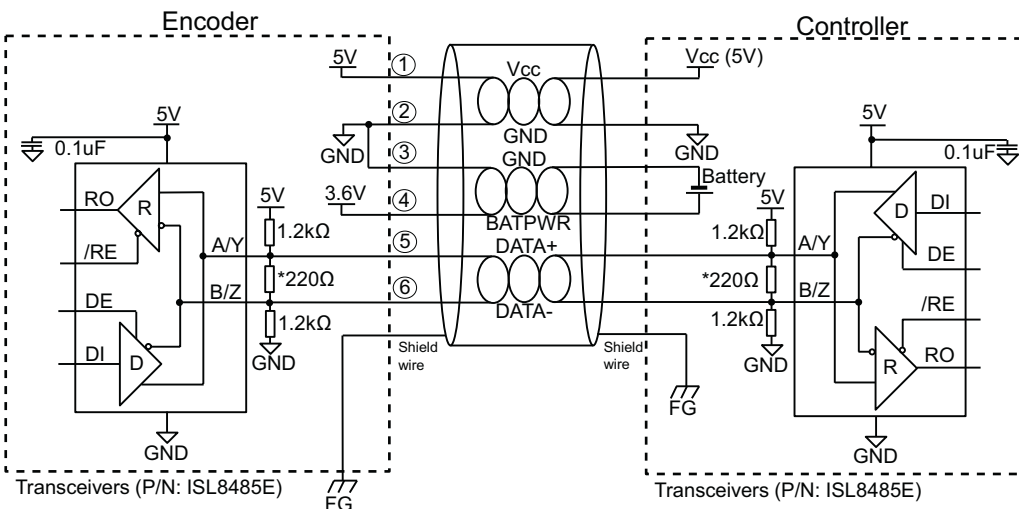 Encoder
Controller
5V
①
Vcc
Vcc (5V)
②
GND
GND
GND
5V
0.1uF
③
GND
5V
0.1uF
RO
R
3.6V
④
BATPWR
Battery
D
DI
5V
1.2kΩ
⑤
DATA+
5V
1.2kΩ
/RE
A/Y
A/Y
DE
*220Ω
*220Ω
DE
B/Z
⑥
DATA-
B/Z
/RE
1.2kΩ
1.2kΩ
DI
D
GND
Shield
wire
Shield
wire
GND
R
RO
FG
GND
GND
Transceivers (P/N: ISL8485E)
FG
Transceivers (P/N: ISL8485E)